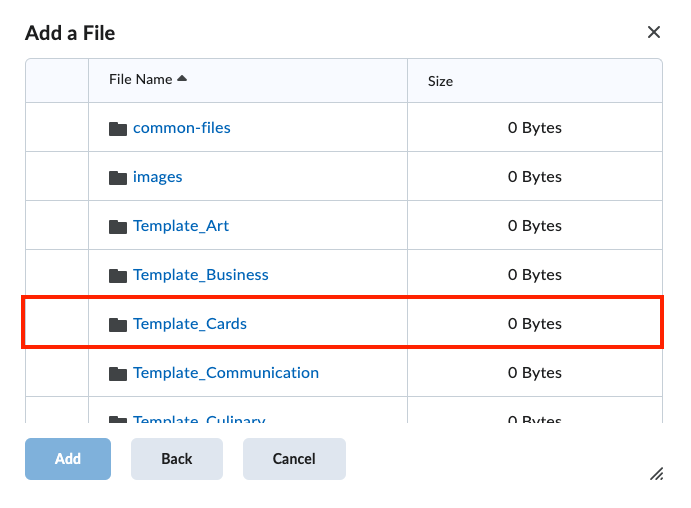 Add a File
File Name Size
common-files 0 Bytes
images 0 Bytes
Template_Art 0 Bytes
Template_Business 0 Bytes
Template_Cards 0 Bytes
Template_Communication 0 Bytes
Template_Culinary 0 Bytes
Add Back Cancel